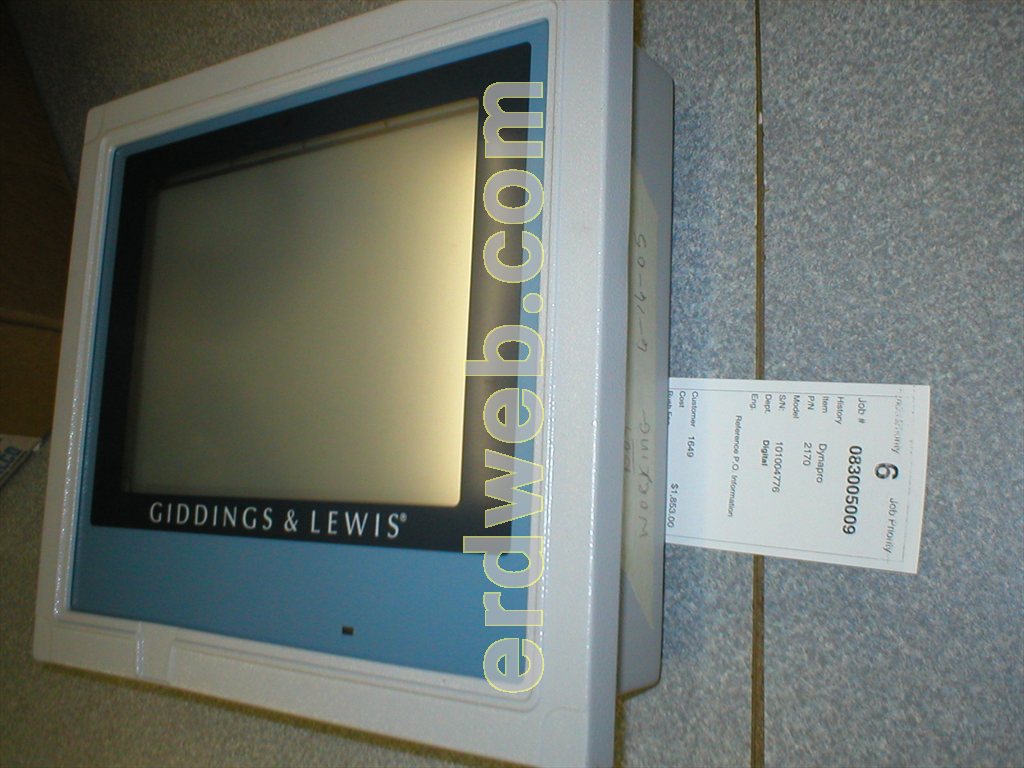 GIDDINGS & LEWIS®
erdweb.com
6 Job Priority
Job # 083005009
History
Item Dynapro
P/N 2170
Model
S/N: 101004776
Dept. Digital
Eng.
Reference P.O. Information
Customer 1649
Cost $1,853.00